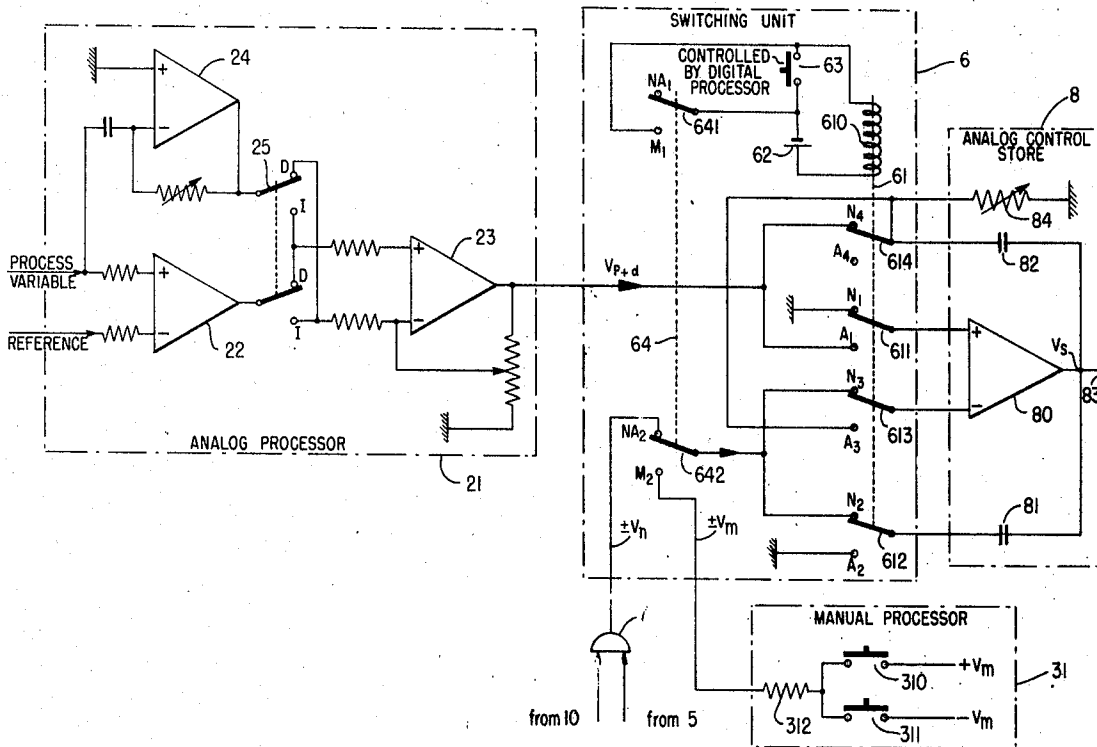 SWITCHING UNIT
24
+
−
25
D
I
D
I
PROCESS
VARIABLE
REFERENCE
+
−
22
+
−
23
ANALOG PROCESSOR
21
CONTROLLED
BY DIGITAL
PROCESSOR
63
NA1
641
M1
62
610
61
6
8
ANALOG CONTROL
STORE
84
N4
A4
614
82
VP+d
64
N1
A1
611
+
−
80
VS
83
N3
A3
613
NA2
642
M2
N2
A2
612
81
±Vn
±Vm
1
from 10
from 5
MANUAL PROCESSOR
310
+Vm
31
312
311
−Vm